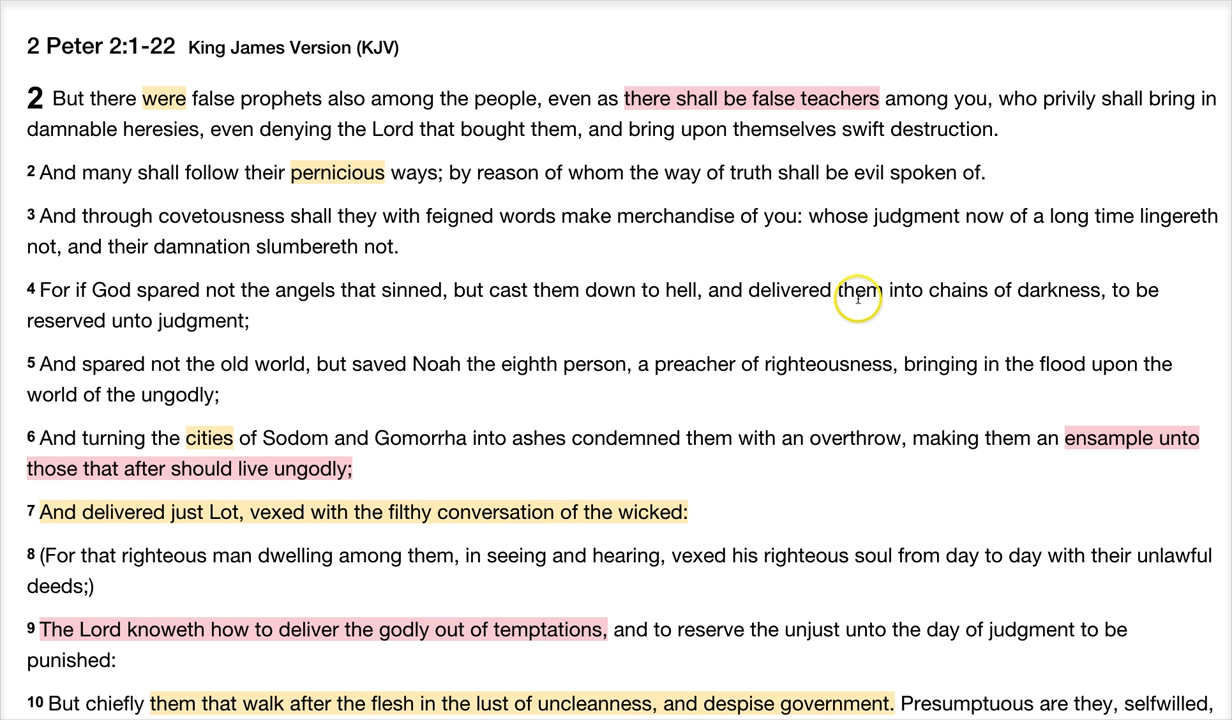 2 Peter 2:1-22 King James Version (KJV)
2 But there were false prophets also among the people, even as there shall be false teachers among you, who privily shall bring in
damnable heresies, even denying the Lord that bought them, and bring upon themselves swift destruction.
2 And many shall follow their pernicious ways; by reason of whom the way of truth shall be evil spoken of.
3 And through covetousness shall they with feigned words make merchandise of you: whose judgment now of a long time lingereth
not, and their damnation slumbereth not.
4 For if God spared not the angels that sinned, but cast them down to hell, and delivered them into chains of darkness, to be
reserved unto judgment;
5 And spared not the old world, but saved Noah the eighth person, a preacher of righteousness, bringing in the flood upon the
world of the ungodly;
6 And turning the cities of Sodom and Gomorrha into ashes condemned them with an overthrow, making them an ensample unto
those that after should live ungodly;
7 And delivered just Lot, vexed with the filthy conversation of the wicked:
8 (For that righteous man dwelling among them, in seeing and hearing, vexed his righteous soul from day to day with their unlawful
deeds;)
9 The Lord knoweth how to deliver the godly out of temptations, and to reserve the unjust unto the day of judgment to be
punished:
10 But chiefly them that walk after the flesh in the lust of uncleanness, and despise government. Presumptuous are they, selfwilled,